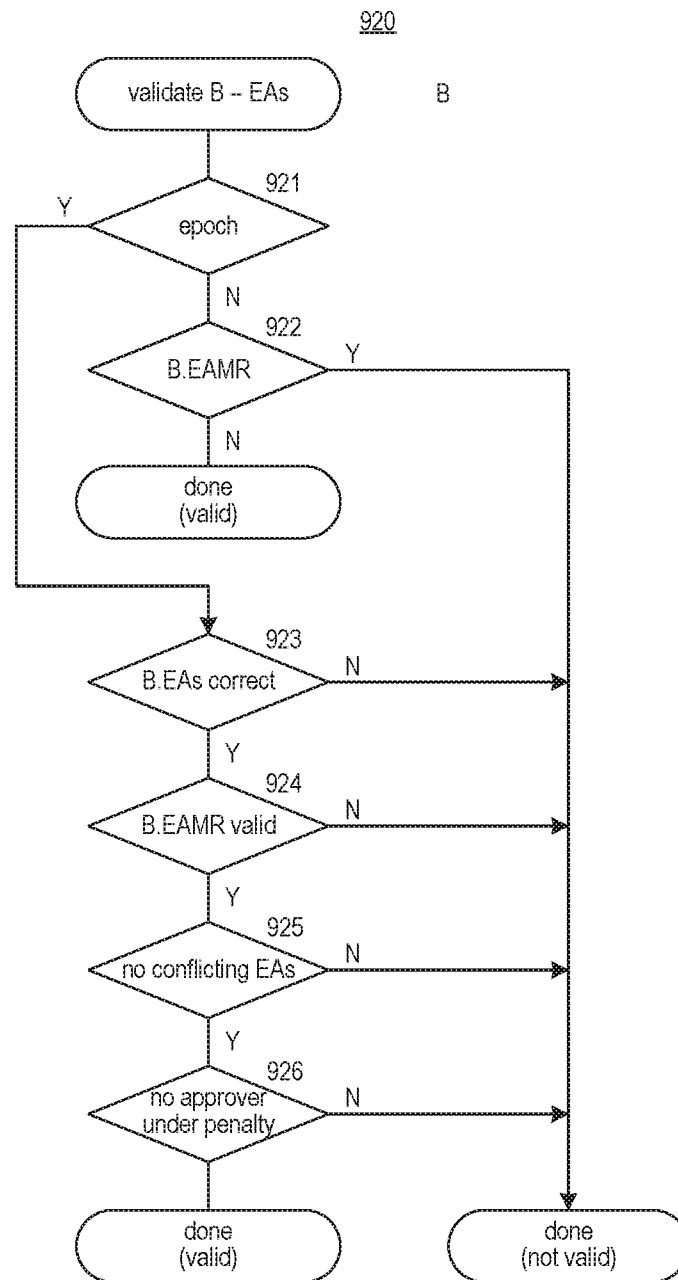 920
validate B – EAs
B
921
Y
epoch
N
922
Y
B.EAMR
N
done
(valid)
923
B.EAs correct
N
Y
924
B.EAMR valid
N
Y
925
no conflicting EAs
N
Y
926
no approver
under penalty
N
done
(valid)
done
(not valid)